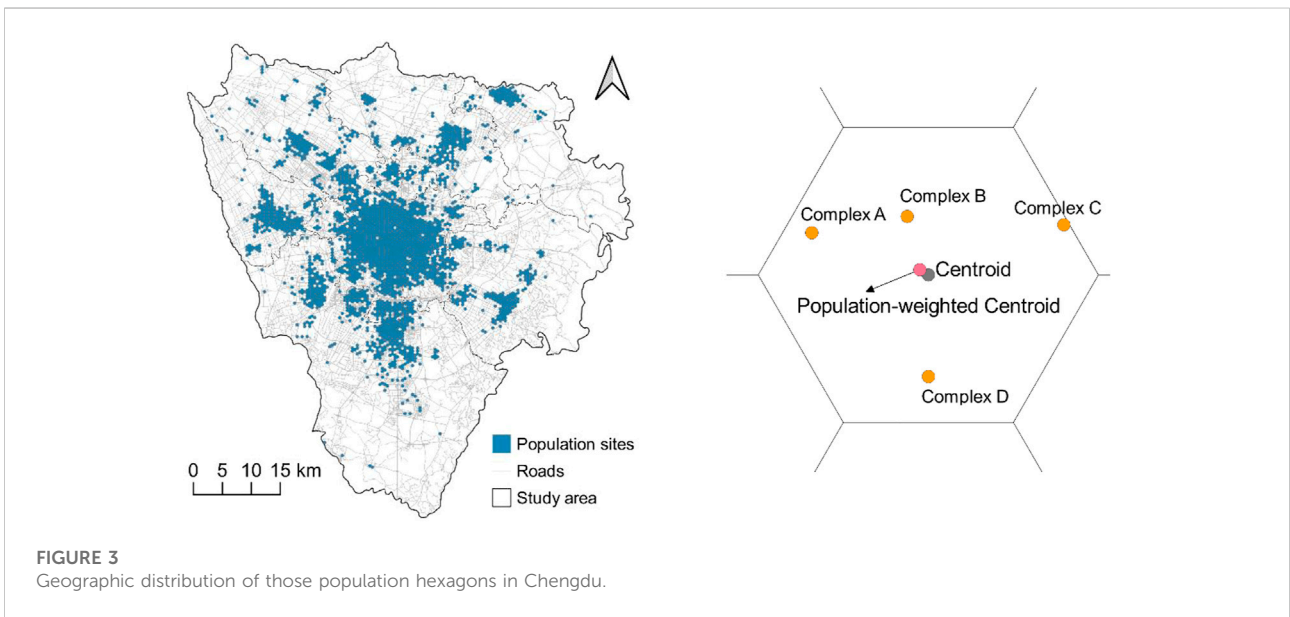 Population sites
Roads
Study area
0 5 10 15 km
Complex A
Complex B
Complex C
Centroid
Population-weighted Centroid
Complex D
FIGURE 3
Geographic distribution of those population hexagons in Chengdu.